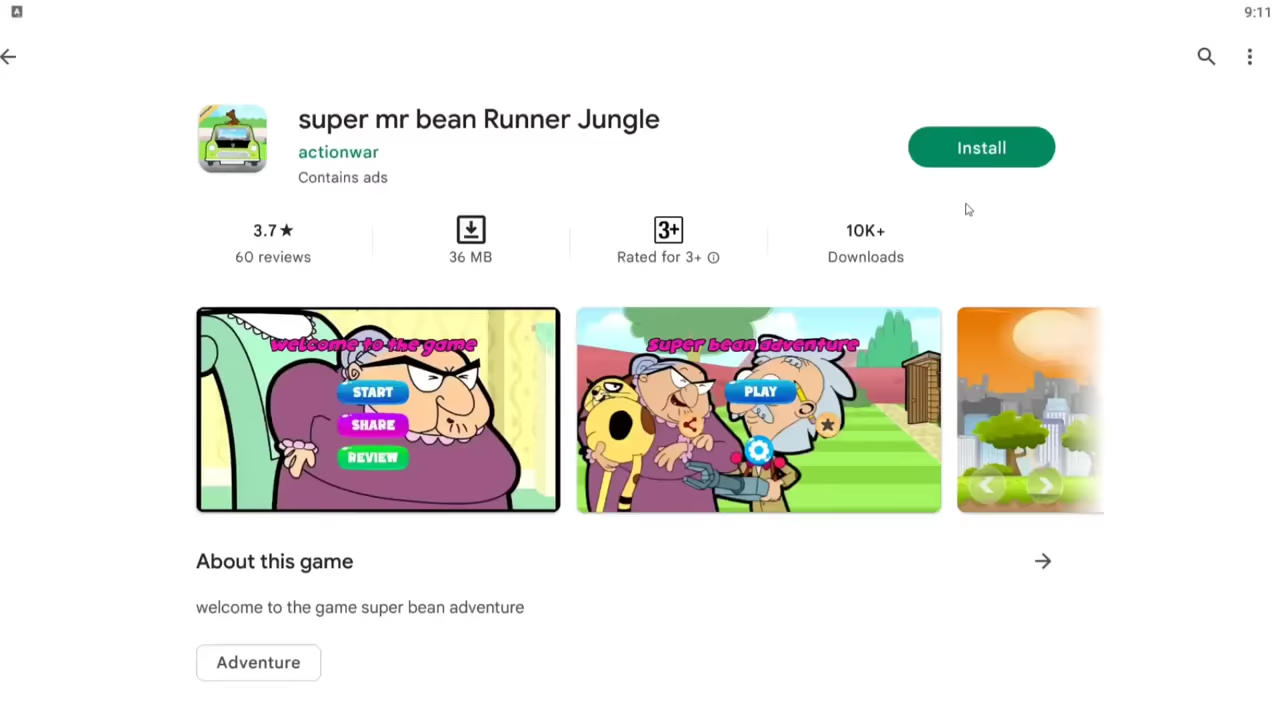 A
9:11
super mr bean Runner Jungle
actionwar
Contains ads
Install
3.7★
60 reviews
36 MB
3+
Rated for 3+
10K+
Downloads
welcome to the game
START
SHARE
REVIEW
Super bean adventure
PLAY
About this game
welcome to the game super bean adventure
Adventure